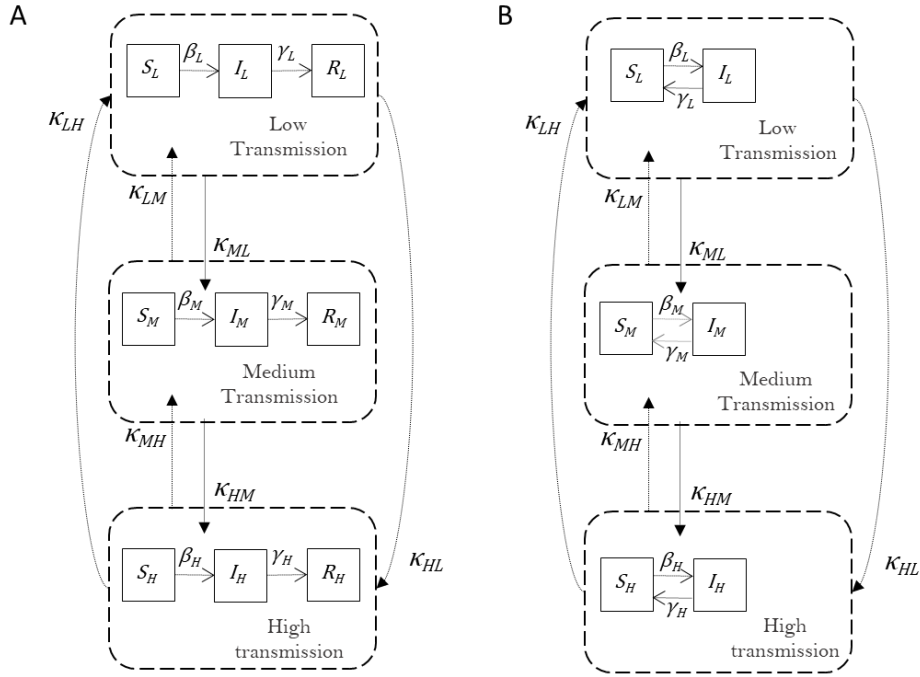 A
S_L β_L I_L γ_L R_L
Low
Transmission
κ_LH
κ_LM
κ_ML
S_M β_M I_M γ_M R_M
Medium
Transmission
κ_MH
κ_HM
S_H β_H I_H γ_H R_H
κ_HL
High
transmission
B
S_L β_L I_L
γ_L
Low
Transmission
κ_LH
κ_LM
κ_ML
S_M β_M I_M
γ_M
Medium
Transmission
κ_MH
κ_HM
S_H β_H I_H
γ_H
κ_HL
High
transmission